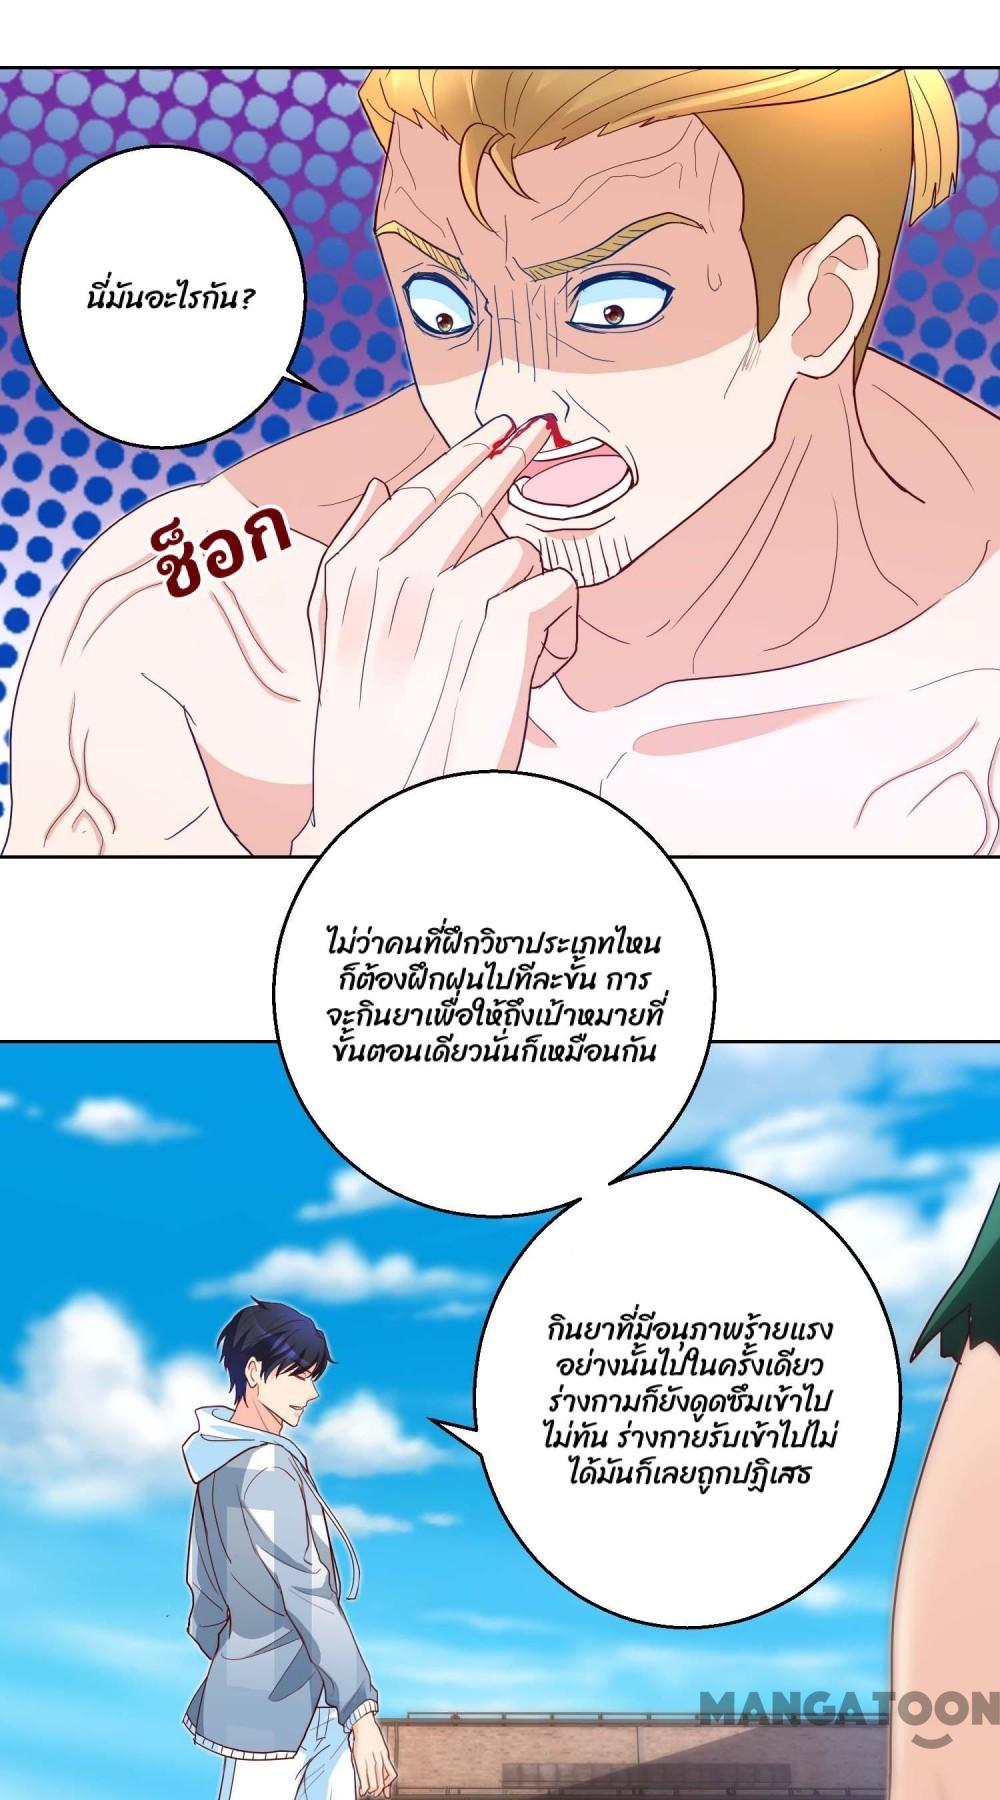 นี่มันอะไรกัน?
ช็อก
ไม่ว่าคนที่ฝึกวิชาประเภทไหน
ก็ต้องฝึกฝนไปทีละขั้น การ
จะกินยาเพื่อให้ถึงเป้าหมายที่
ขั้นตอนเดียวนั่นก็เหมือนกัน
กินยาที่มีอนุภาพร้ายแรง
อย่างนั้นไปในครั้งเดียว
ร่างกามก็ยังดูดซึมเข้าไป
ไม่ทัน ร่างกายรับเข้าไปไม่
ได้มันก็เลยถูกปฏิเสธ
MANGATOON